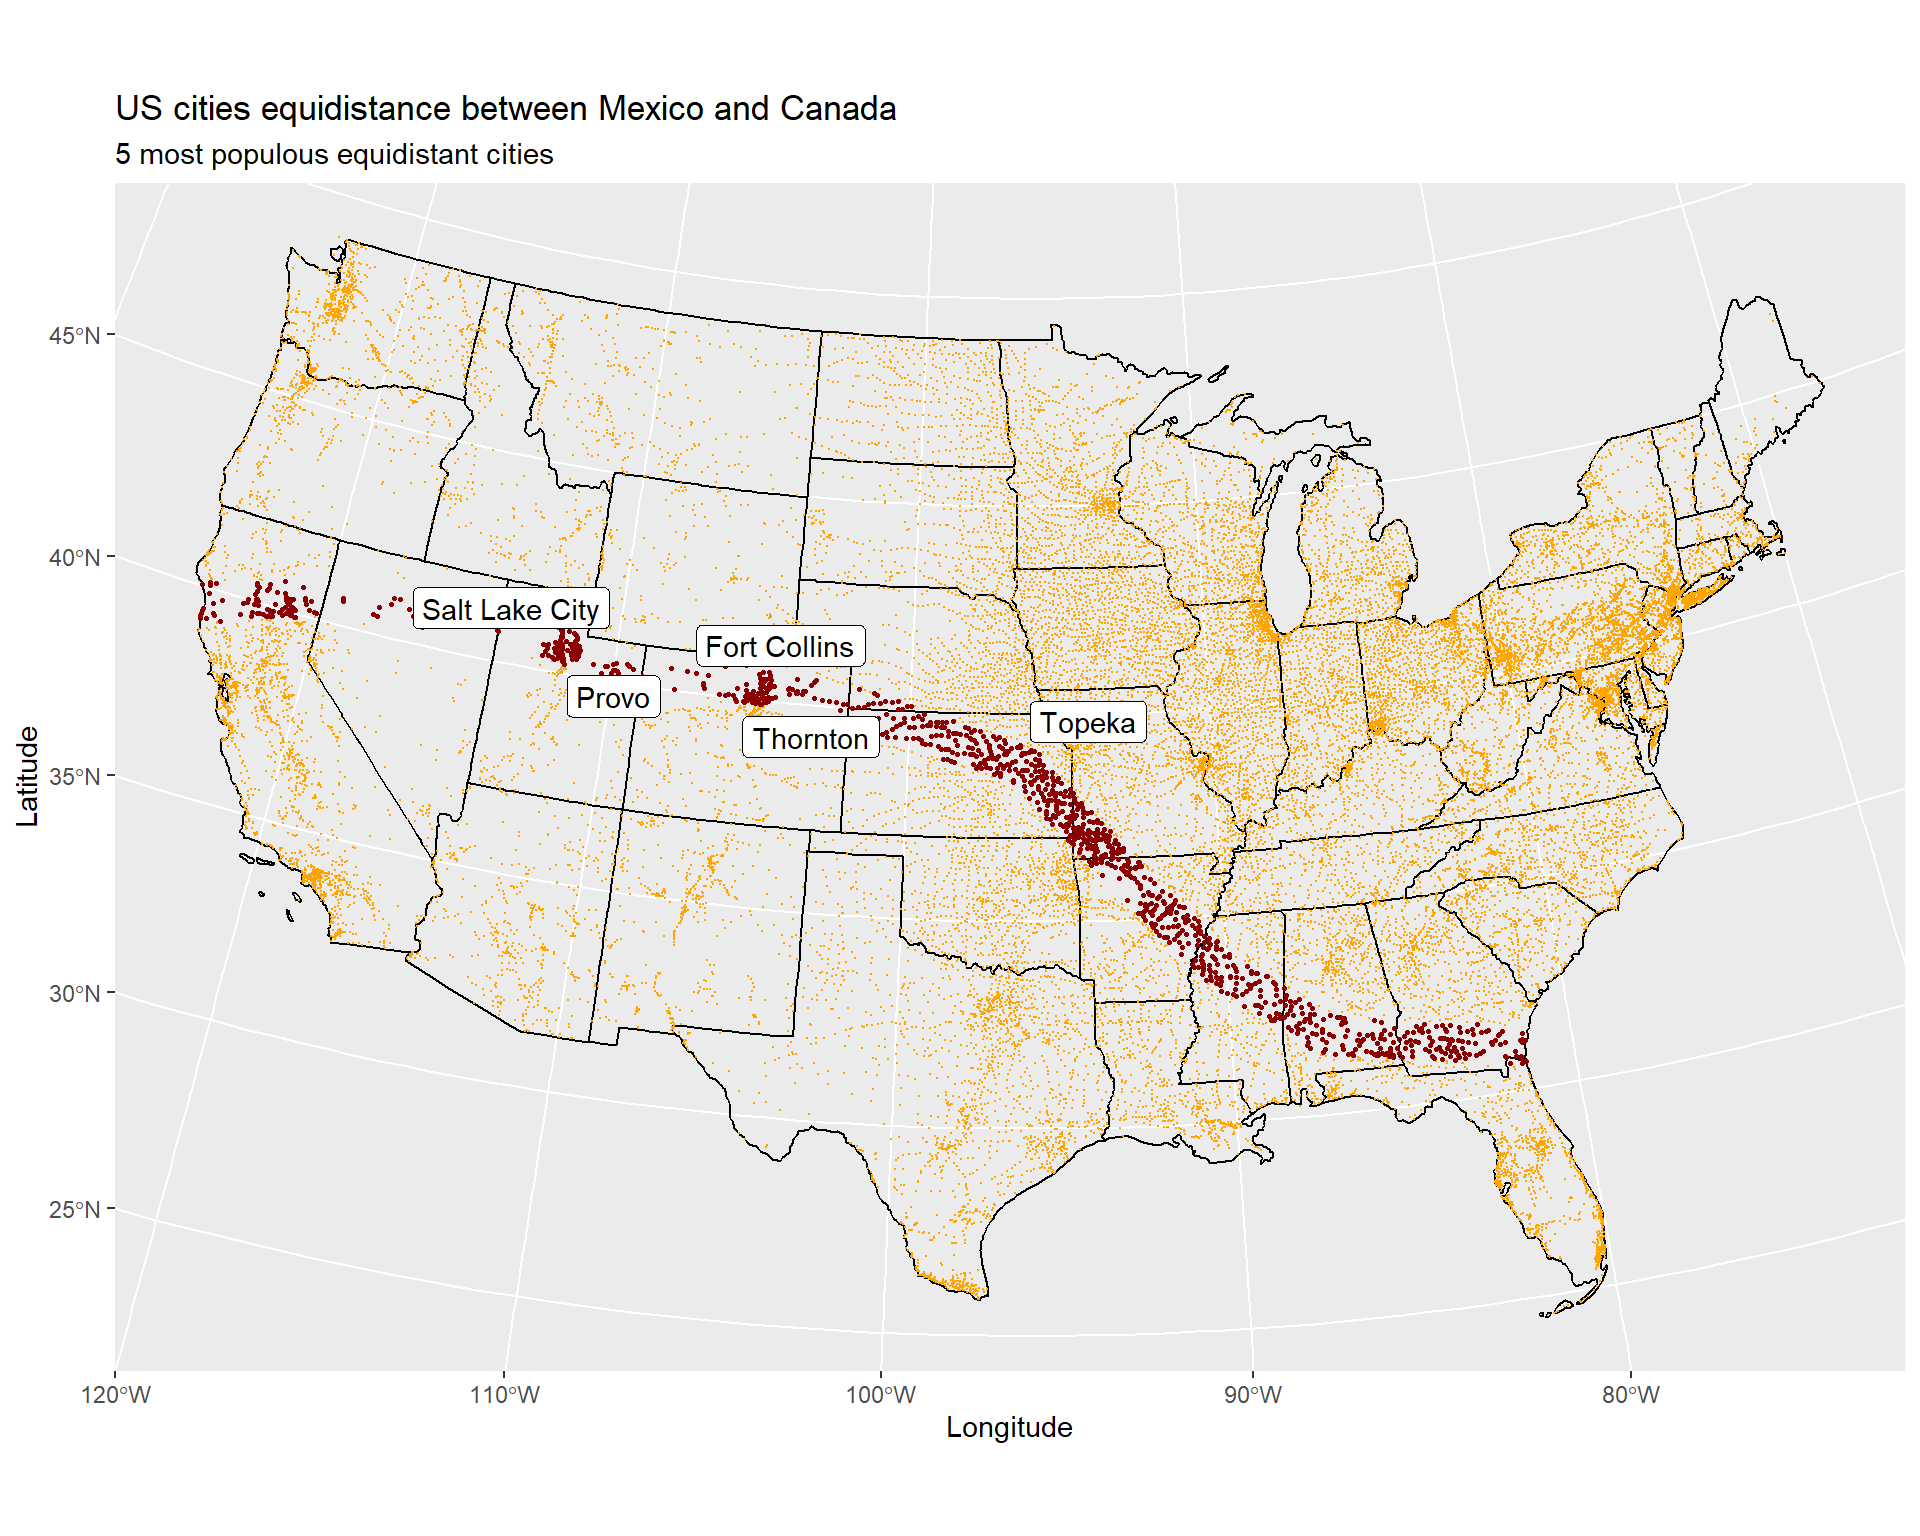 US cities equidistance between Mexico and Canada
5 most populous equidistant cities
45°N
40°N
35°N
30°N
25°N
Latitude
Salt Lake City
Fort Collins
Provo
Topeka
Thornton
120°W
110°W
100°W
90°W
80°W
Longitude